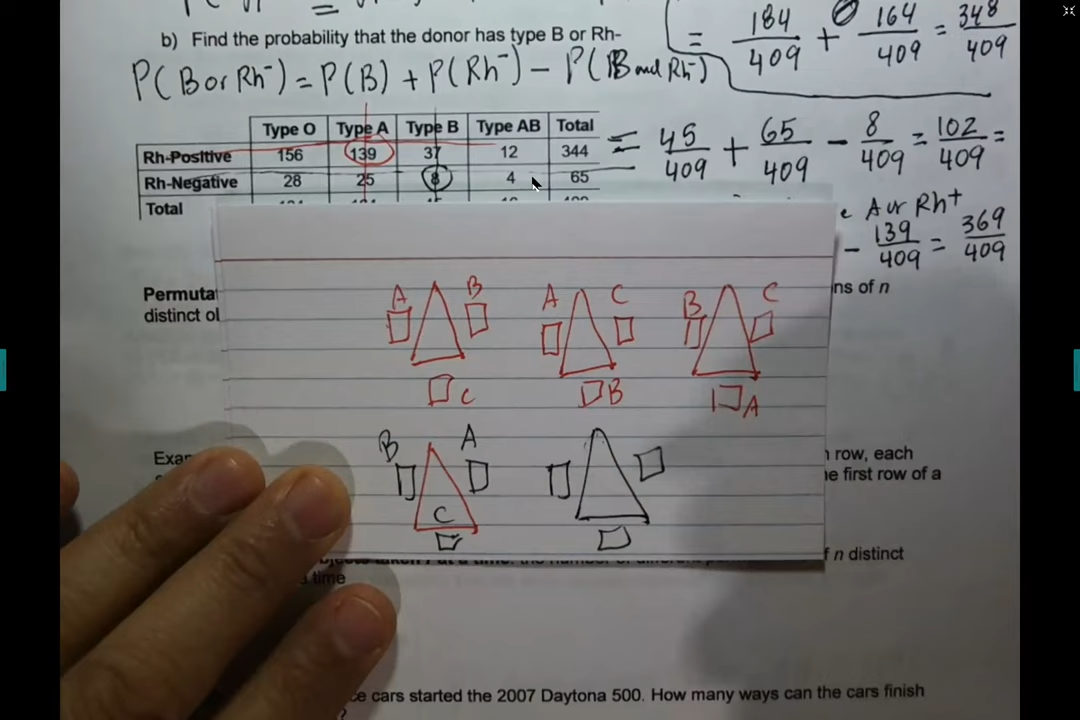 184/409 + 164/409 = 348/409
b) Find the probability that the donor has type B or Rh-
P(B or Rh⁻) = P(B) + P(Rh⁻) - P(B and Rh⁻)
Type O Type A Type B Type AB Total
Rh-Positive 156 139 37 12 344
Rh-Negative 28 25 8 4 65
Total
= 45/409 + 65/409 - 8/409 = 102/409 =
A or Rh+
- 139/409 = 369/409
Permuta
ns of n
distinct ol
A B
C
A C
B
B C
A
B A
C
row, each
e first row of a
f n distinct
time
ce cars started the 2007 Daytona 500. How many ways can the cars finish
?